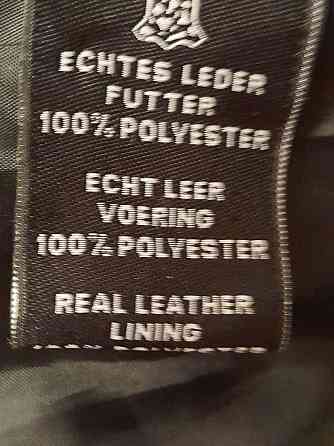 ECHTES LEDER
FUTTER
100% POLYESTER
ECHT LEER
VOERING
100% POLYESTER
REAL LEATHER
LINING